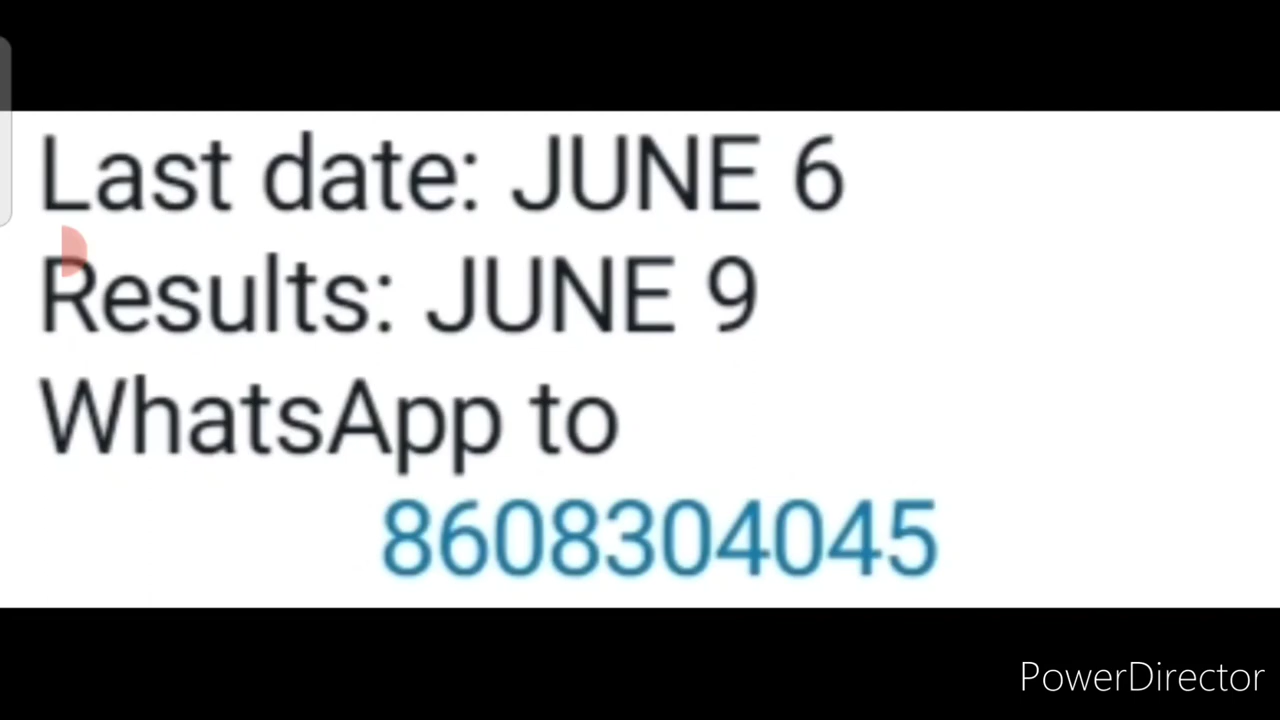 Last date: JUNE 6
Results: JUNE 9
WhatsApp to
8608304045
PowerDirector